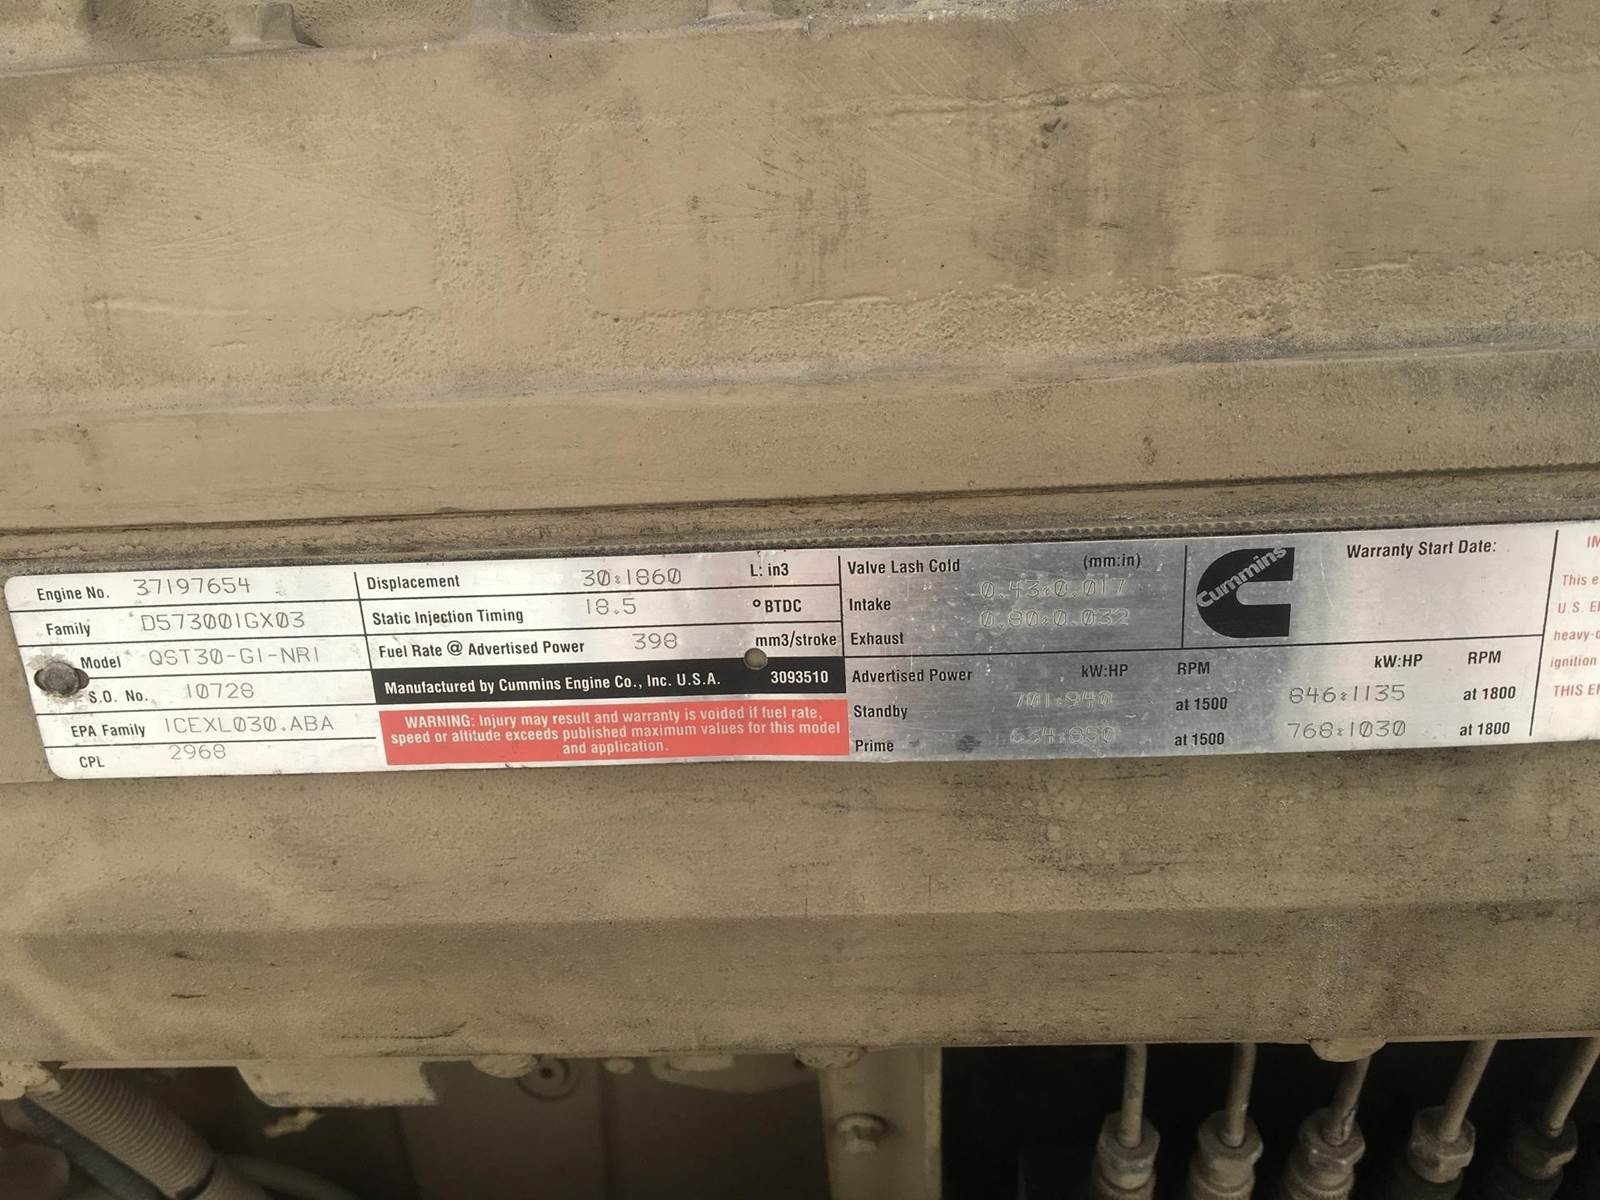 Engine No. 37197654
Family D573001GX03
Model QST30-G1-NR1
S.O. No. 10728
EPA Family 1CEXL030.ABA
CPL 2968
Displacement 30:1860 L: in3
Static Injection Timing 18.5 °BTDC
Fuel Rate @ Advertised Power 398 mm3/stroke
Manufactured by Cummins Engine Co., Inc. U.S.A. 3093510
WARNING: Injury may result and warranty is voided if fuel rate,
speed or altitude exceeds published maximum values for this model
and application.
Valve Lash Cold (mm:in)
Intake 0.43:0.017
Exhaust 0.80:0.032
Advertised Power kW:HP RPM kW:HP RPM
Standby 701:940 at 1500 846:1135 at 1800
Prime 634:850 at 1500 768:1030 at 1800
Cummins
Warranty Start Date:
This
U.S.
ignition
THIS